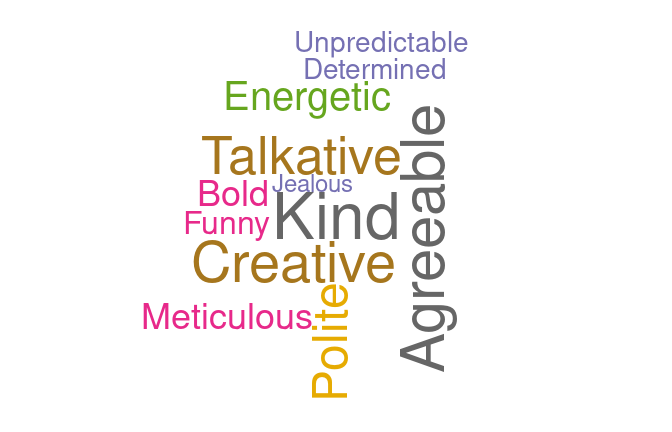 Unpredictable
Determined
Energetic
Talkative
Jealous
Bold
Kind
Funny
Agreeable
Creative
Meticulous
Polite